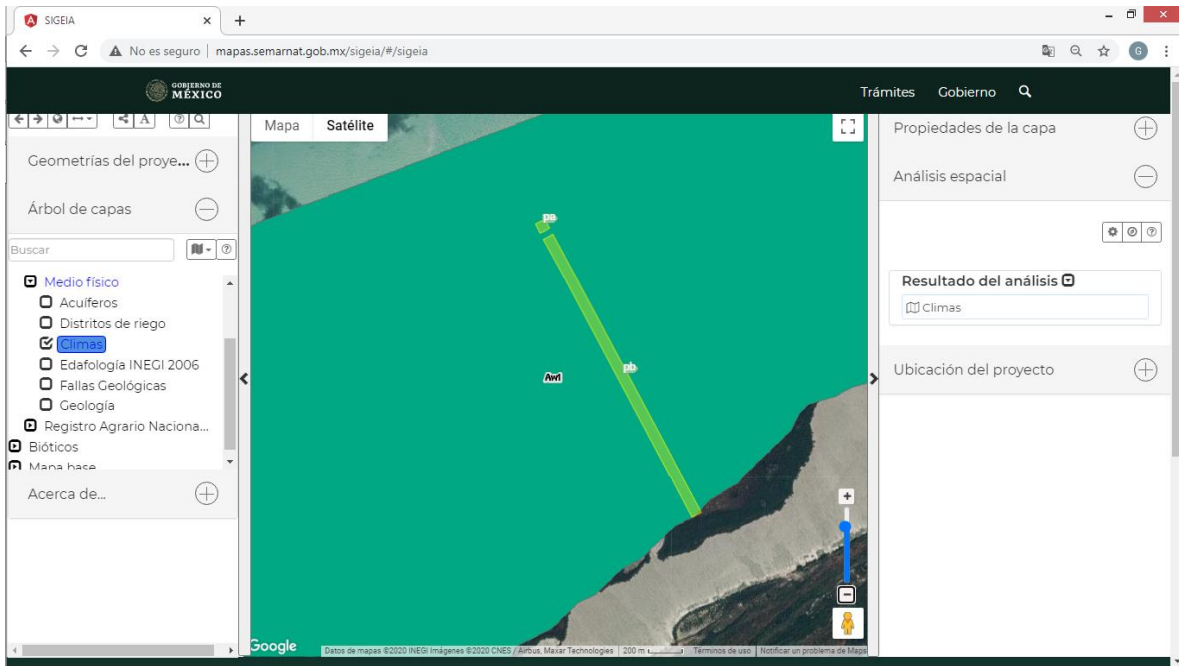 SIGEIA
No es seguro | mapas.semarnat.gob.mx/sigeia/#/sigeia
G
GOBIERNO DE
MÉXICO
Trámites Gobierno
A
Geometrías del proye...
Árbol de capas
Buscar
Medio físico
Acuíferos
Distritos de riego
Climas
Edafología INEGI 2006
Fallas Geológicas
Geología
Registro Agrario Naciona...
Bióticos
Mapa base
Acerca de...
Mapa Satélite
pa
pb
Aw1
Google
Datos de mapas ©2020 INEGI Imágenes ©2020 CNES / Airbus, Maxar Technologies 200 m Términos de uso Notificar un problema de Maps
Propiedades de la capa
Análisis espacial
Resultado del análisis
Climas
Ubicación del proyecto